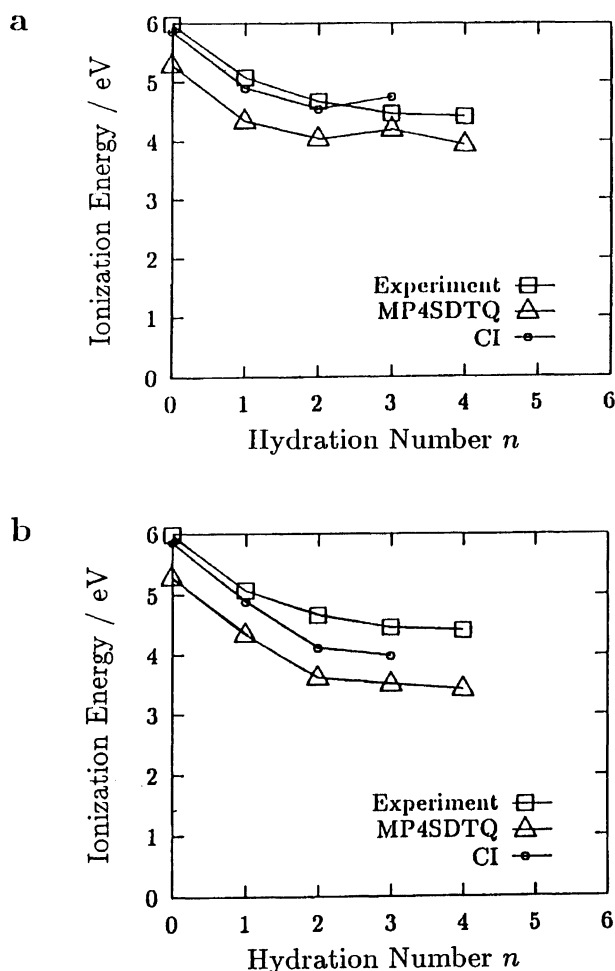 a
Ionization Energy / eV
6
5
4
3
2
1
0
Experiment
MP4SDTQ
CI
0 1 2 3 4 5 6
Hydration Number n
b
Ionization Energy / eV
6
5
4
3
2
1
0
Experiment
MP4SDTQ
CI
0 1 2 3 4 5 6
Hydration Number n